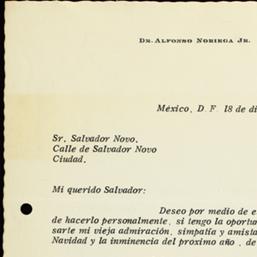 DR. ALFONSO NORIEGA JR.
México, D. F. 18 de di
Sr. Salvador Novo.
Calle de Salvador Novo
Ciudad.
Mi querido Salvador:
Deseo por medio de e
de hacerlo personalmente, si tengo la oportu
sarte mi vieja admiración, simpatía y amista
Navidad y la inminencia del proximo año , de